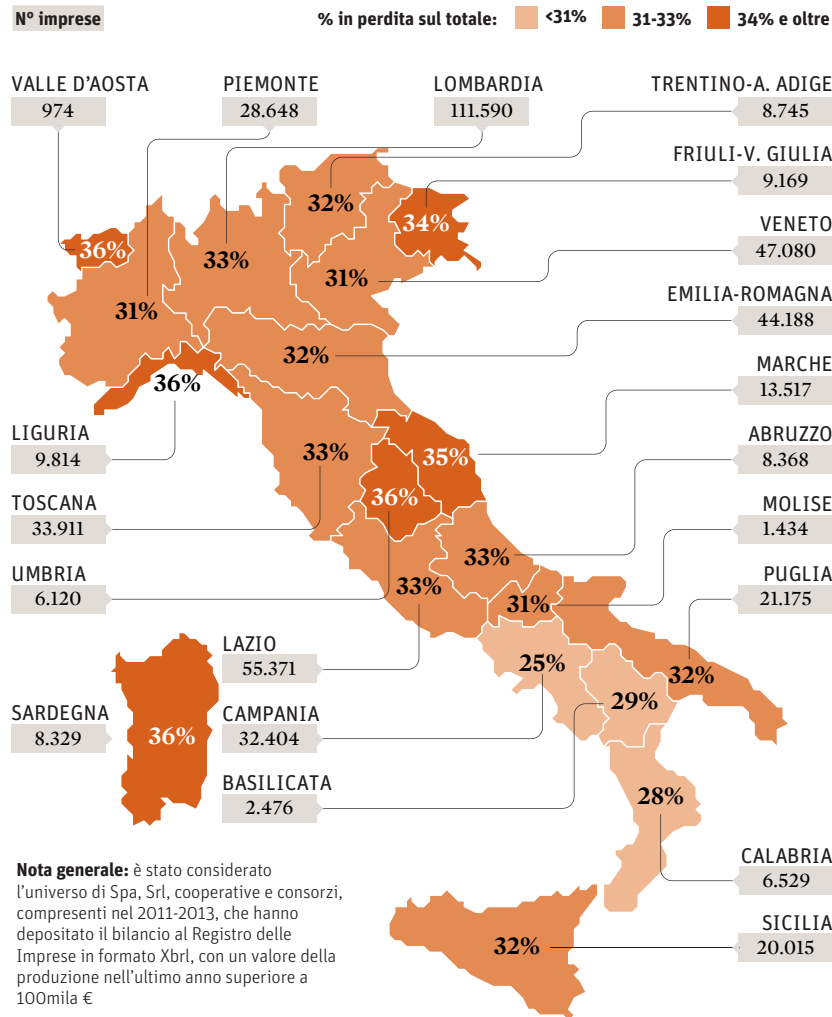 N° imprese
% in perdita sul totale: <31% 31-33% 34% e oltre
VALLE D'AOSTA
974
PIEMONTE
28.648
LOMBARDIA
111.590
TRENTINO-A. ADIGE
8.745
FRIULI-V. GIULIA
9.169
VENETO
47.080
EMILIA-ROMAGNA
44.188
MARCHE
13.517
ABRUZZO
8.368
MOLISE
1.434
PUGLIA
21.175
32%
34%
36%
33%
31%
31%
32%
36%
33%
35%
36%
33%
33%
31%
25%
32%
29%
36%
28%
32%
LIGURIA
9.814
TOSCANA
33.911
UMBRIA
6.120
LAZIO
55.371
SARDEGNA
8.329
CAMPANIA
32.404
BASILICATA
2.476
CALABRIA
6.529
SICILIA
20.015
Nota generale: è stato considerato
l'universo di Spa, Srl, cooperative e consorzi,
compresenti nel 2011-2013, che hanno
depositato il bilancio al Registro delle
Imprese in formato Xbrl, con un valore della
produzione nell'ultimo anno superiore a
100mila €